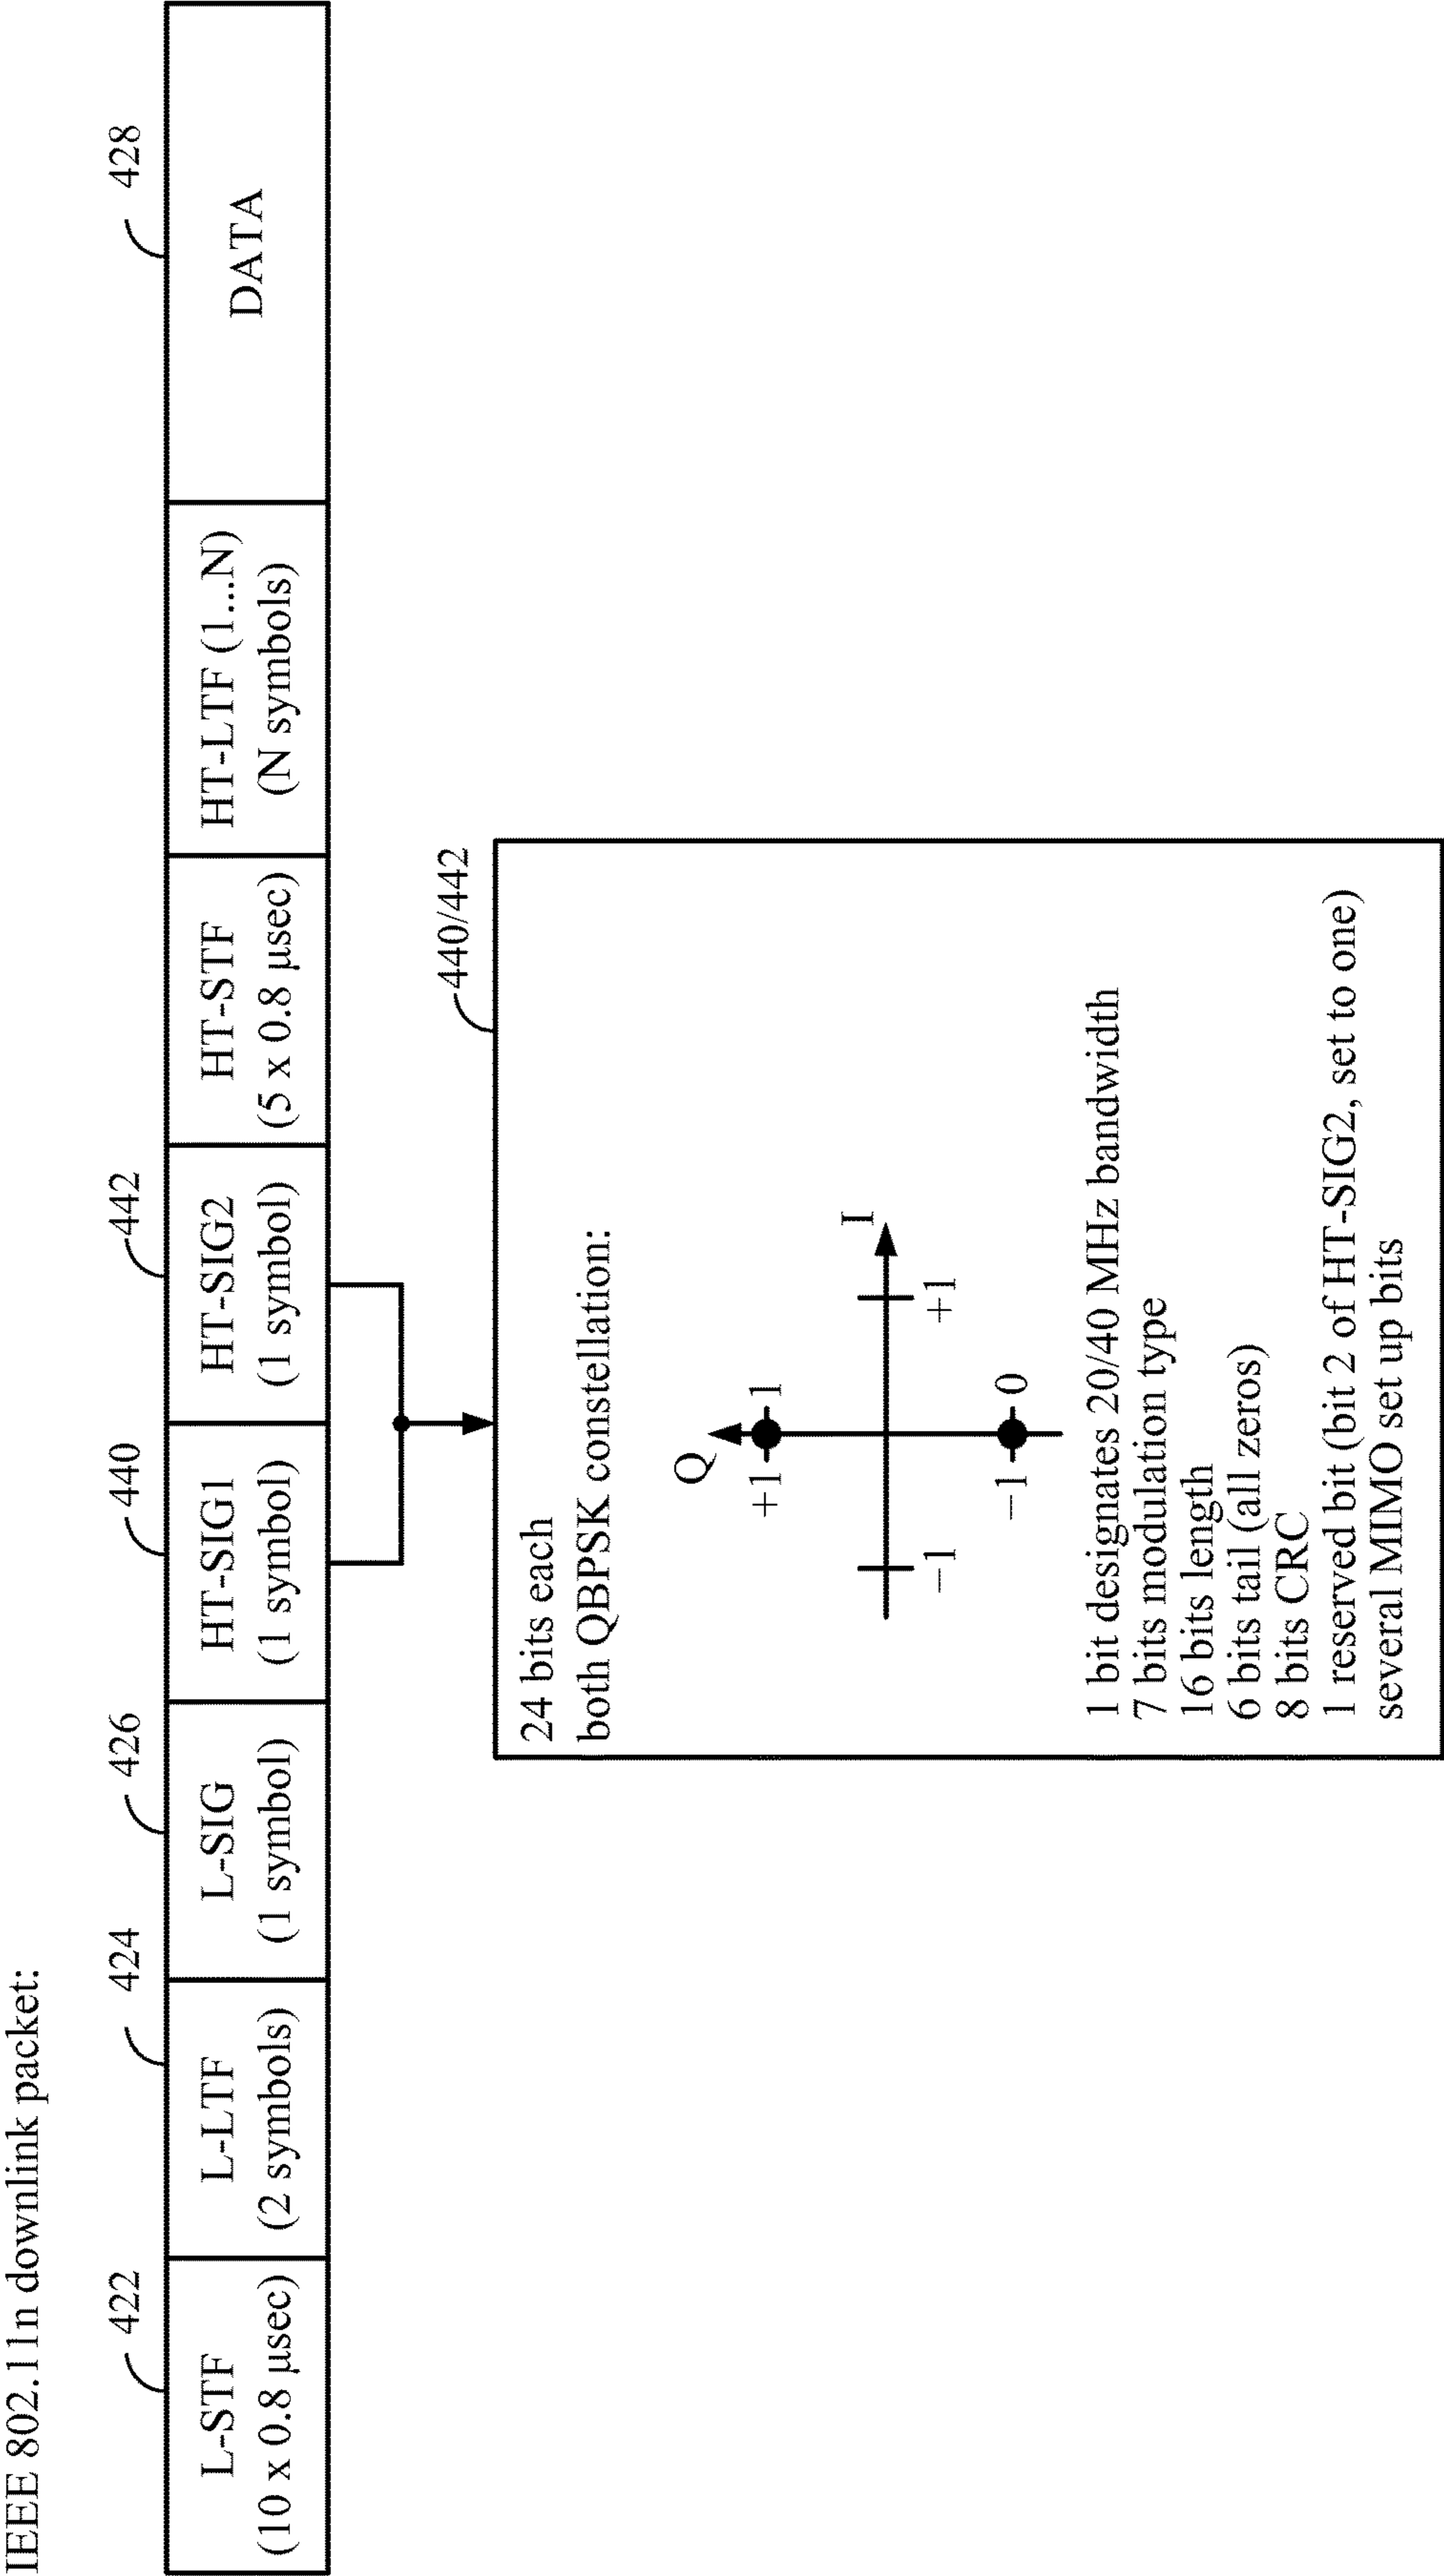 IEEE 802.11n downlink packet:
422
424
426
440
442
428
L-STF
(10 x 0.8 µsec)
L-LTF
(2 symbols)
L-SIG
(1 symbol)
HT-SIG1
(1 symbol)
HT-SIG2
(1 symbol)
HT-STF
(5 x 0.8 µsec)
HT-LTF (1...N)
(N symbols)
DATA
440/442
24 bits each
both QBPSK constellation:
Q
+1
1
I
−1
+1
−1
0
1 bit designates 20/40 MHz bandwidth
7 bits modulation type
16 bits length
6 bits tail (all zeros)
8 bits CRC
1 reserved bit (bit 2 of HT-SIG2, set to one)
several MIMO set up bits